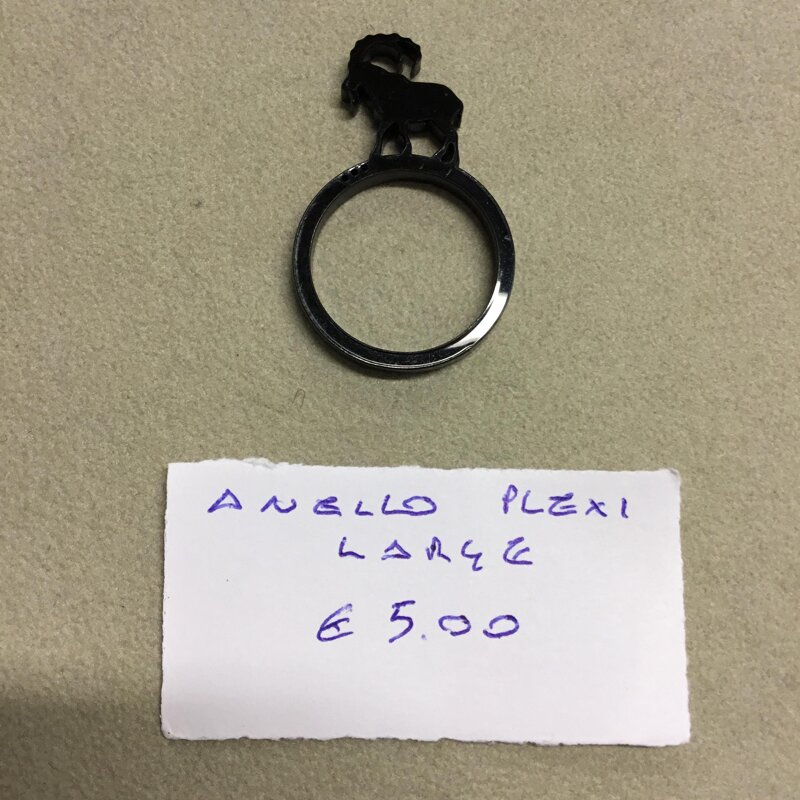 ANELLO PLEXI
LARGE
€ 5.00